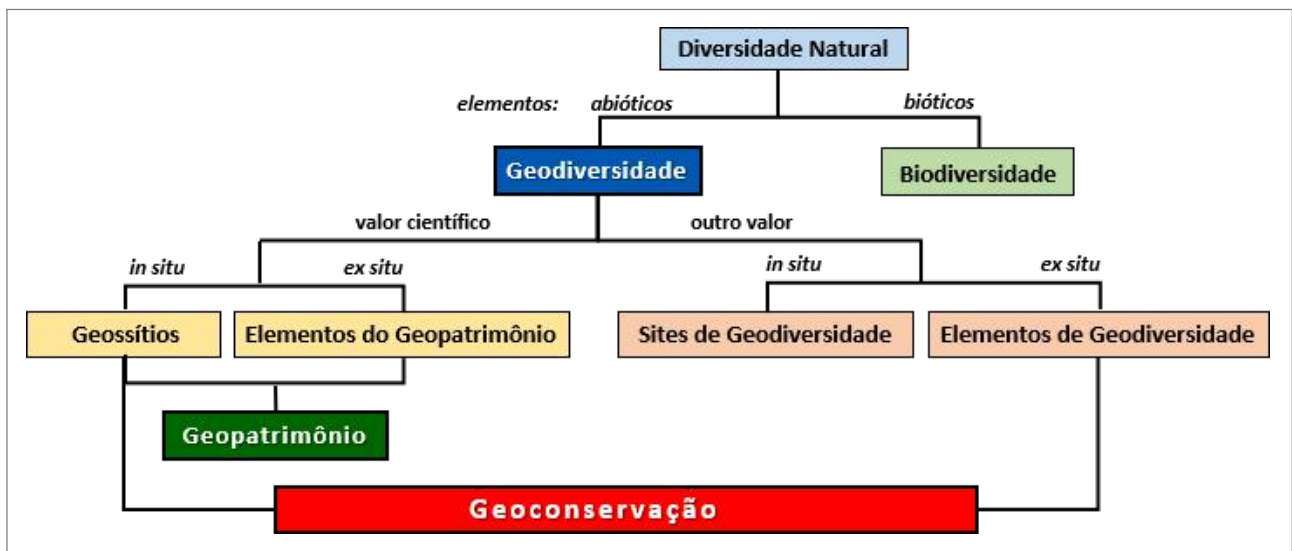 Diversidade Natural
elementos: abióticos bióticos
Geodiversidade Biodiversidade
valor científico outro valor
in situ ex situ in situ ex situ
Geossítios Elementos do Geopatrimônio Sites de Geodiversidade Elementos de Geodiversidade
Geopatrimônio
Geoconservação